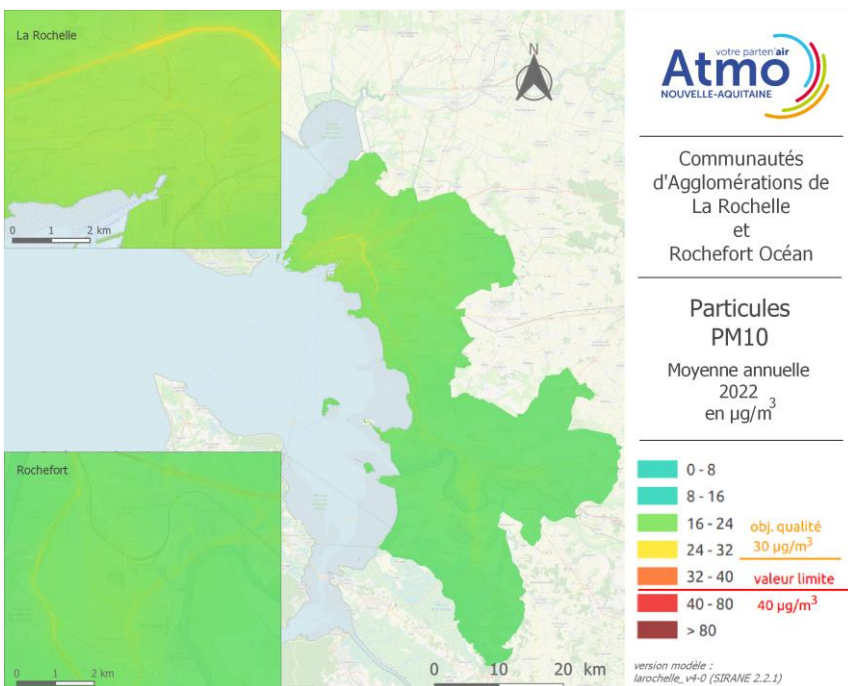 La Rochelle
0 1 2 km
N
Rochefort
0 1 2 km
0 10 20 km
votre parten'air
Atmo
NOUVELLE-AQUITAINE
Communautés
d'Agglomérations de
La Rochelle
et
Rochefort Océan
Particules
PM10
Moyenne annuelle
2022
en µg/m³
0 - 8
8 - 16
16 - 24
obj. qualité
30 µg/m³
24 - 32
32 - 40
valeur limite
40 - 80
40 µg/m³
> 80
version modèle :
larochelle_v4-0 (SIRANE 2.2.1)